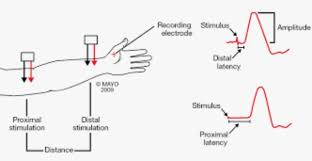 Recording
electrode
© MAYO
2009
Proximal
stimulation
Distal
stimulation
Distance
Stimulus
Amplitude
Distal
latency
Stimulus
Proximal
latency